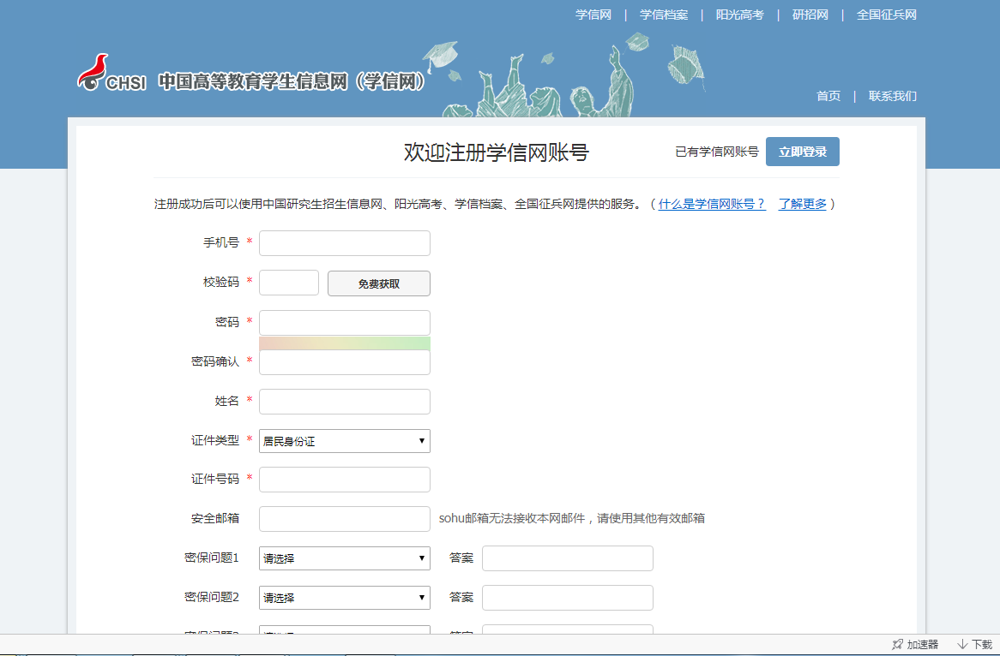 学信网 | 学信档案 | 阳光高考 | 研招网 | 全国征兵网
CHSI 中国高等教育学生信息网（学信网）
首页 | 联系我们
欢迎注册学信网账号 已有学信网账号 立即登录
注册成功后可以使用中国研究生招生信息网、阳光高考、学信档案、全国征兵网提供的服务。（什么是学信网账号？ 了解更多）
手机号 *
校验码 * 免费获取
密码 *
密码确认 *
姓名 *
证件类型 * 居民身份证
证件号码 *
安全邮箱 sohu邮箱无法接收本网邮件，请使用其他有效邮箱
密保问题1 请选择 答案
密保问题2 请选择 答案
加速器 下载